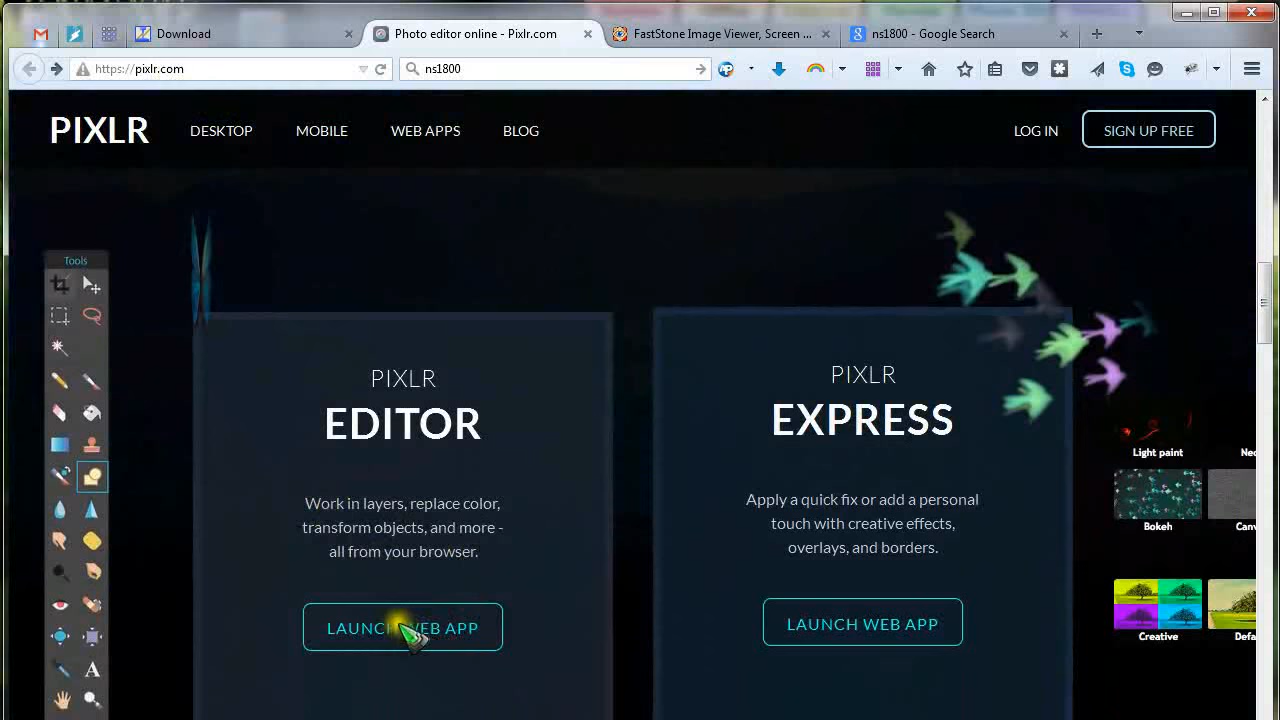 Download
Photo editor online - Pixlr.com
FastStone Image Viewer, Screen ...
ns1800 - Google Search
https://pixlr.com
ns1800
PIXLR
DESKTOP
MOBILE
WEB APPS
BLOG
LOG IN
SIGN UP FREE
Tools
PIXLR
EDITOR
Work in layers, replace color,
transform objects, and more -
all from your browser.
LAUNCH WEB APP
PIXLR
EXPRESS
Apply a quick fix or add a personal
touch with creative effects,
overlays, and borders.
LAUNCH WEB APP
Light paint
Bokeh
Creative